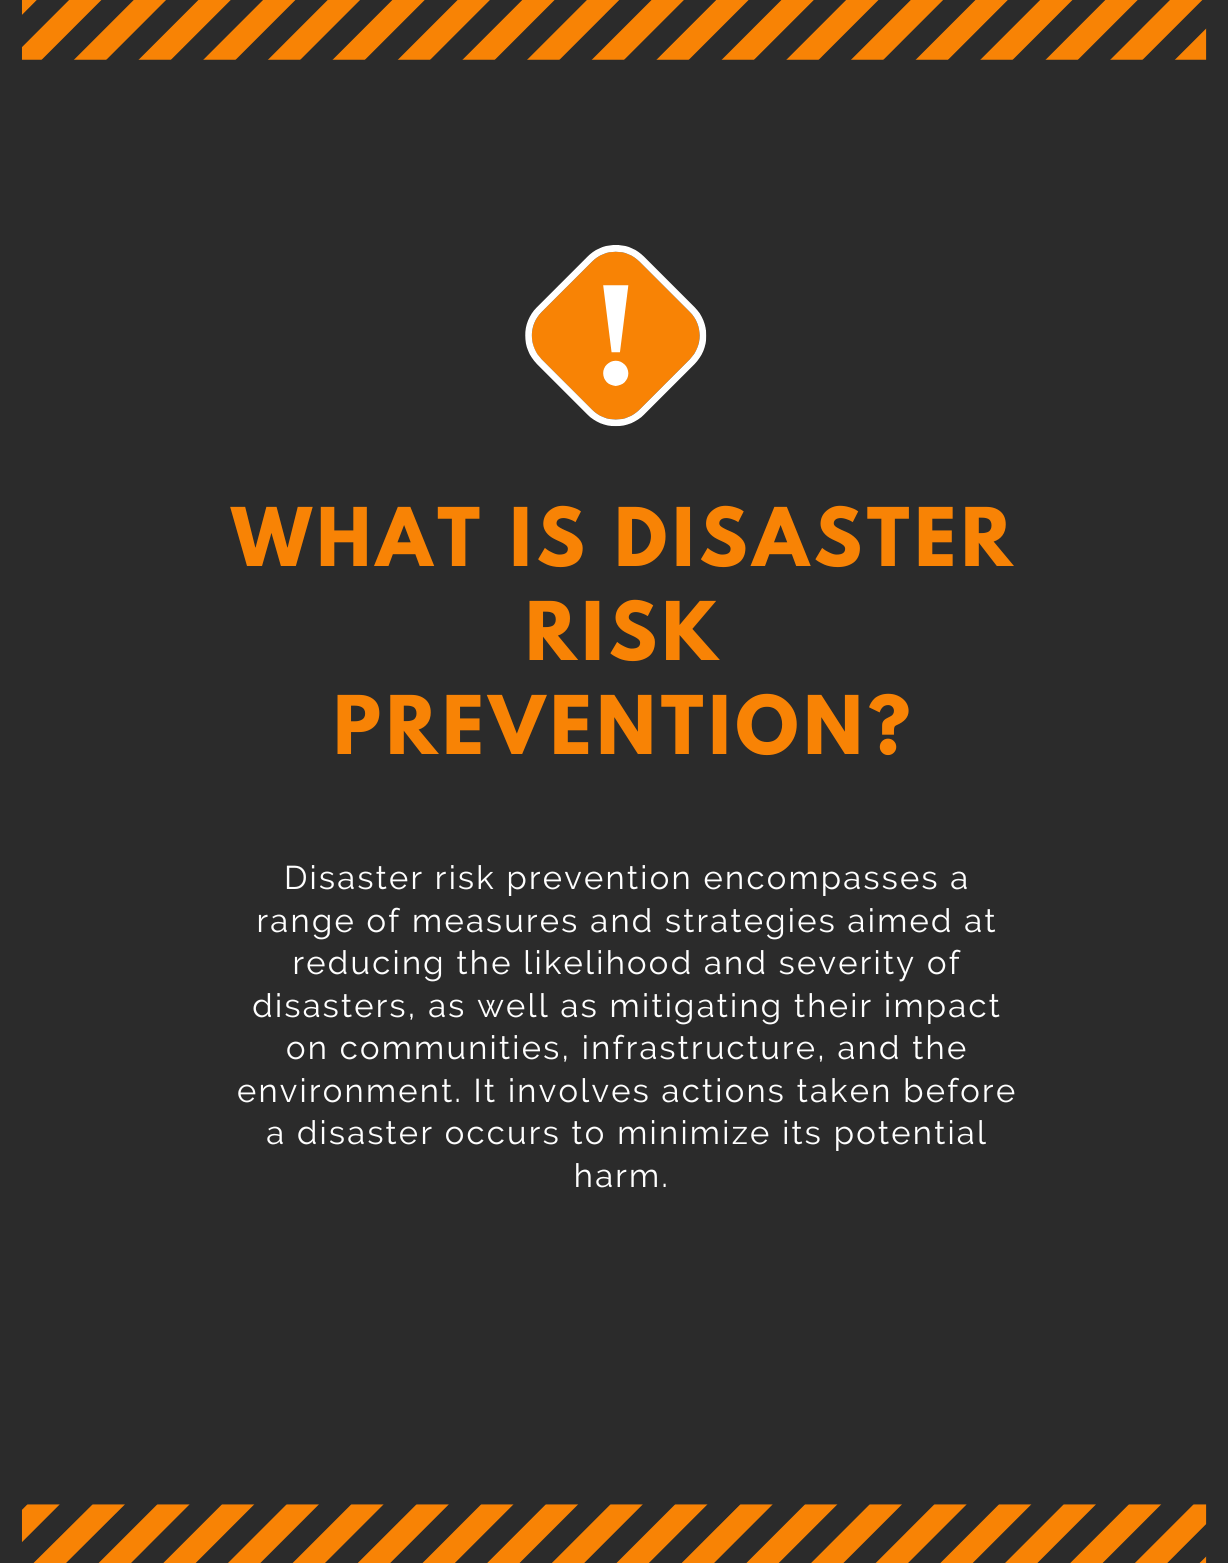 !
WHAT IS DISASTER
RISK
PREVENTION?
Disaster risk prevention encompasses a
range of measures and strategies aimed at
reducing the likelihood and severity of
disasters, as well as mitigating their impact
on communities, infrastructure, and the
environment. It involves actions taken before
a disaster occurs to minimize its potential
harm.